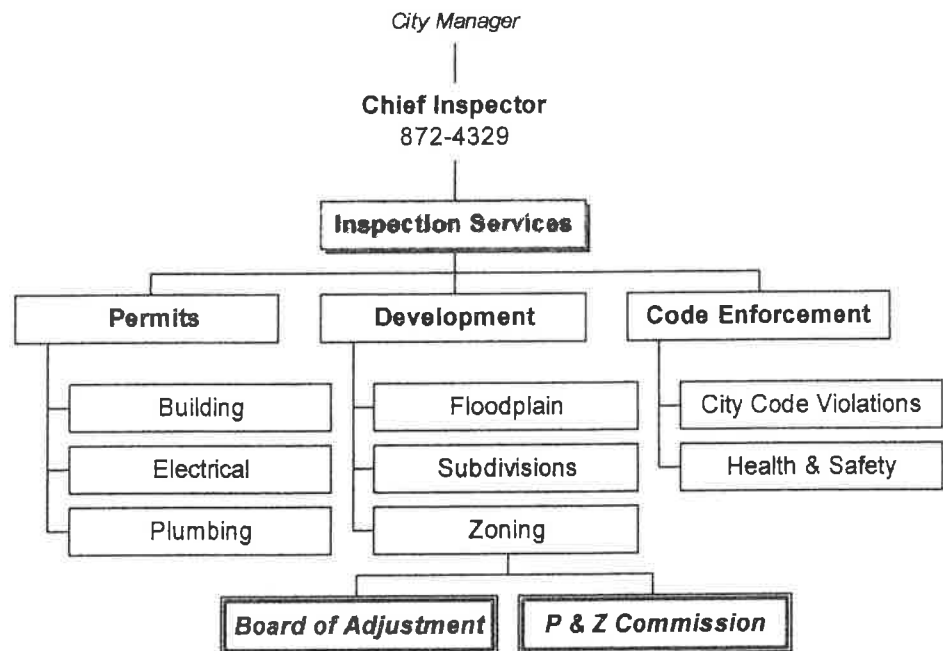 City Manager
Chief Inspector
872-4329
Inspection Services
Permits
Development
Code Enforcement
Building
Floodplain
City Code Violations
Electrical
Subdivisions
Health & Safety
Plumbing
Zoning
Board of Adjustment
P & Z Commission